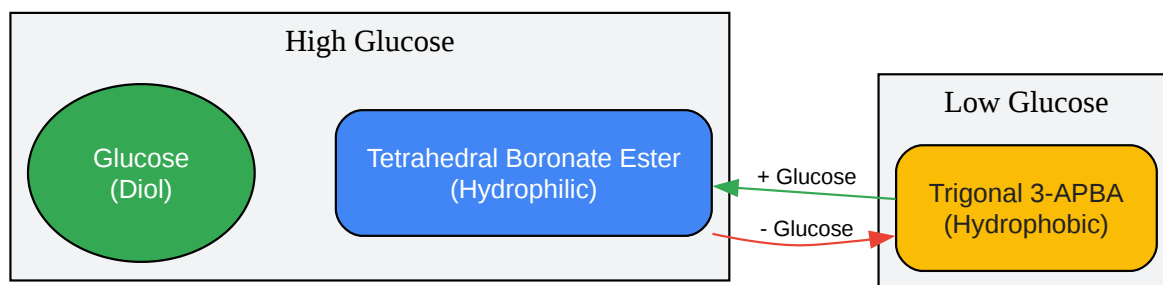 High Glucose
Glucose
(Diol)
Tetrahedral Boronate Ester
(Hydrophilic)
+ Glucose
- Glucose
Low Glucose
Trigonal 3-APBA
(Hydrophobic)